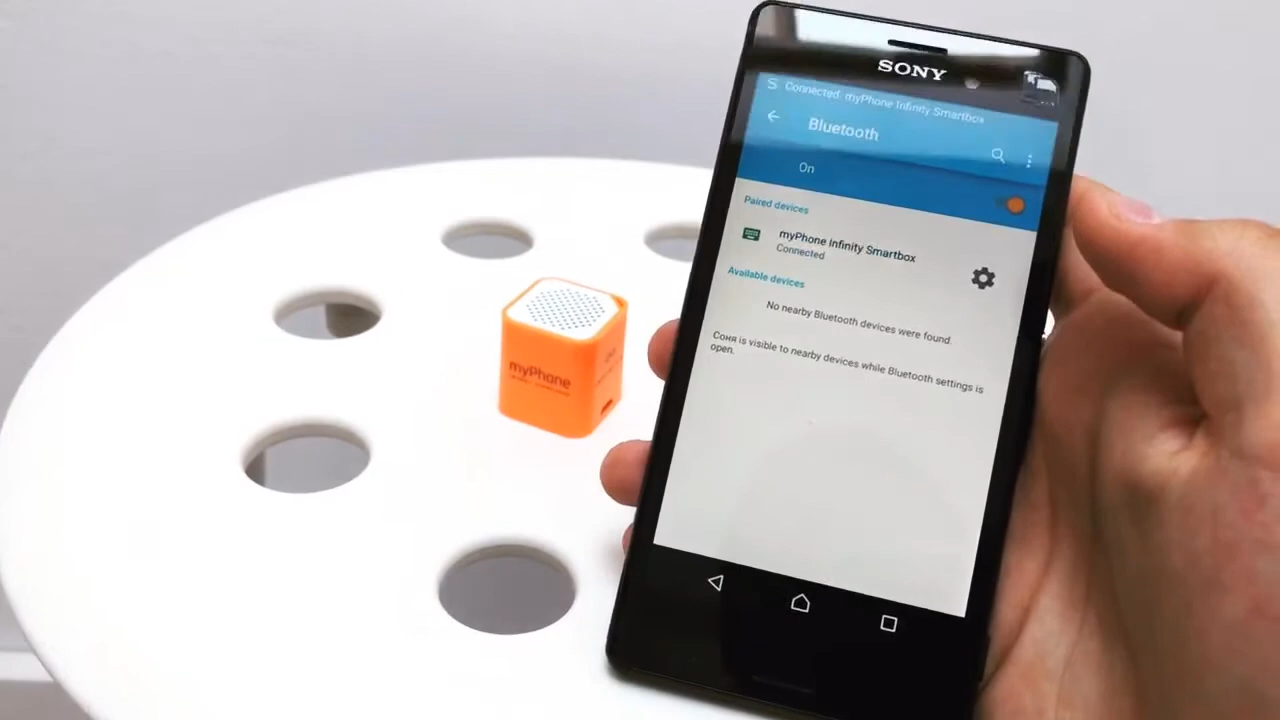 SONY
Connected: myPhone Infinity Smartbox
Bluetooth
On
Paired devices
myPhone Infinity Smartbox
Connected
Available devices
No nearby Bluetooth devices were found.
Соня is visible to nearby devices while Bluetooth settings is
open.
myPhone